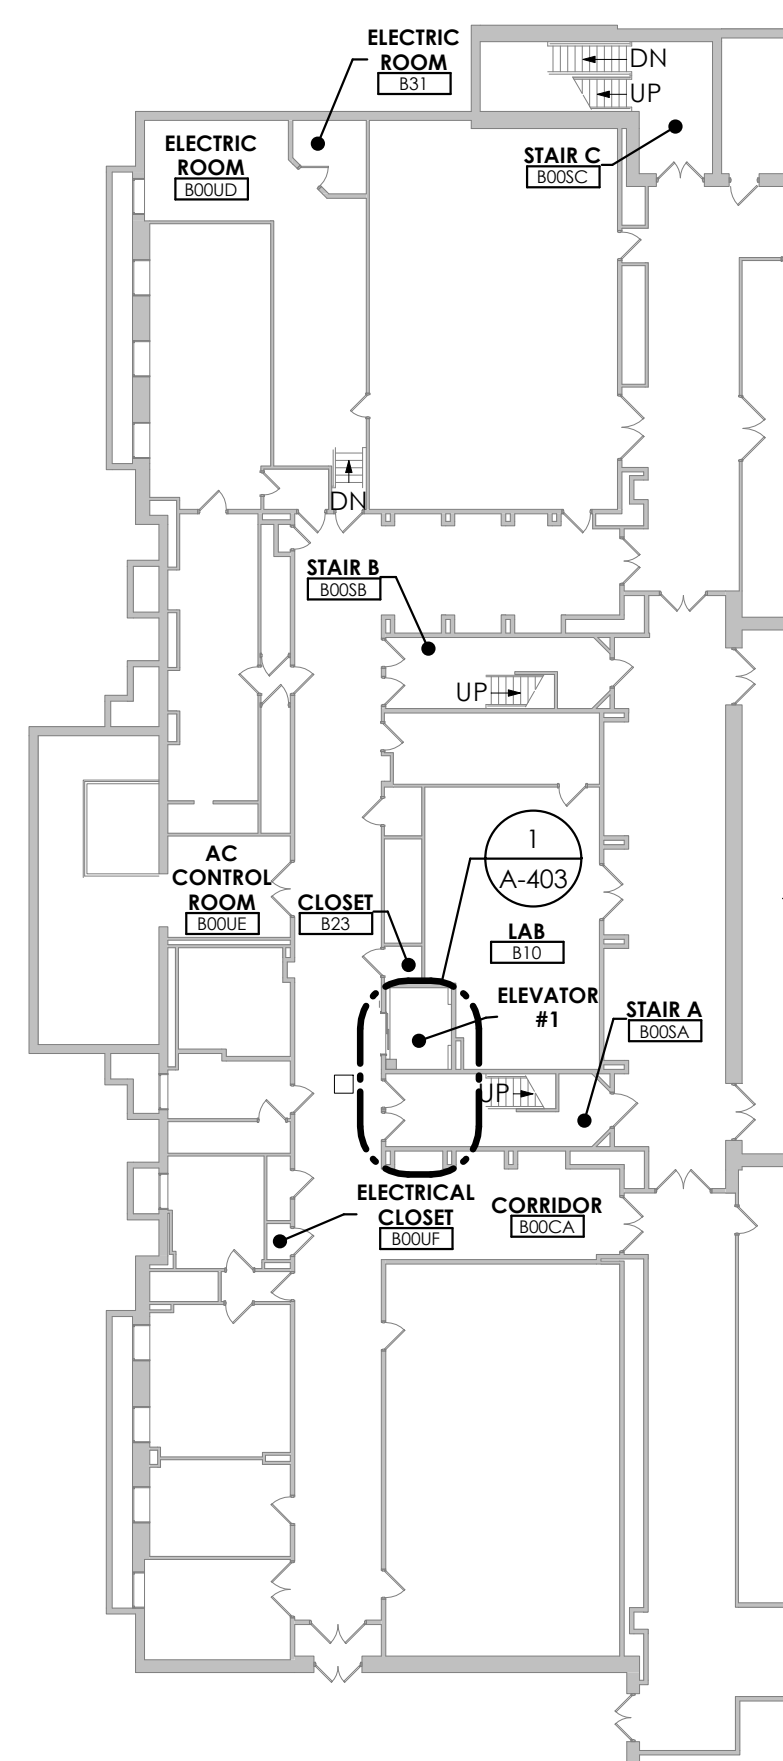 ELECTRIC
ROOM
B31
DN
UP
ELECTRIC
ROOM
B00UD
STAIR C
B00SC
DN
STAIR B
B00SB
UP
1
A-403
AC
CONTROL
ROOM
B00UE
CLOSET
B23
LAB
B10
ELEVATOR
#1
STAIR A
B00SA
UP
ELECTRICAL
CLOSET
B00UF
CORRIDOR
B00CA